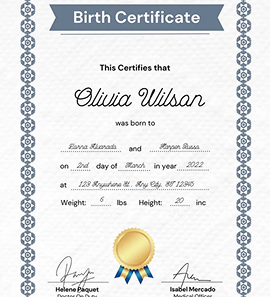 Birth Certificate
This Certifies that
Olivia Wilson
was born to
Donna Alvarado and Harper Russo
on 2nd day of March in year 2022
at 123 Anywhere St., Any City, ST 12345
Weight: 6 lbs Height: 20 inc
Helene Paquet Isabel Mercado
Doctor On Duty Medical Officer